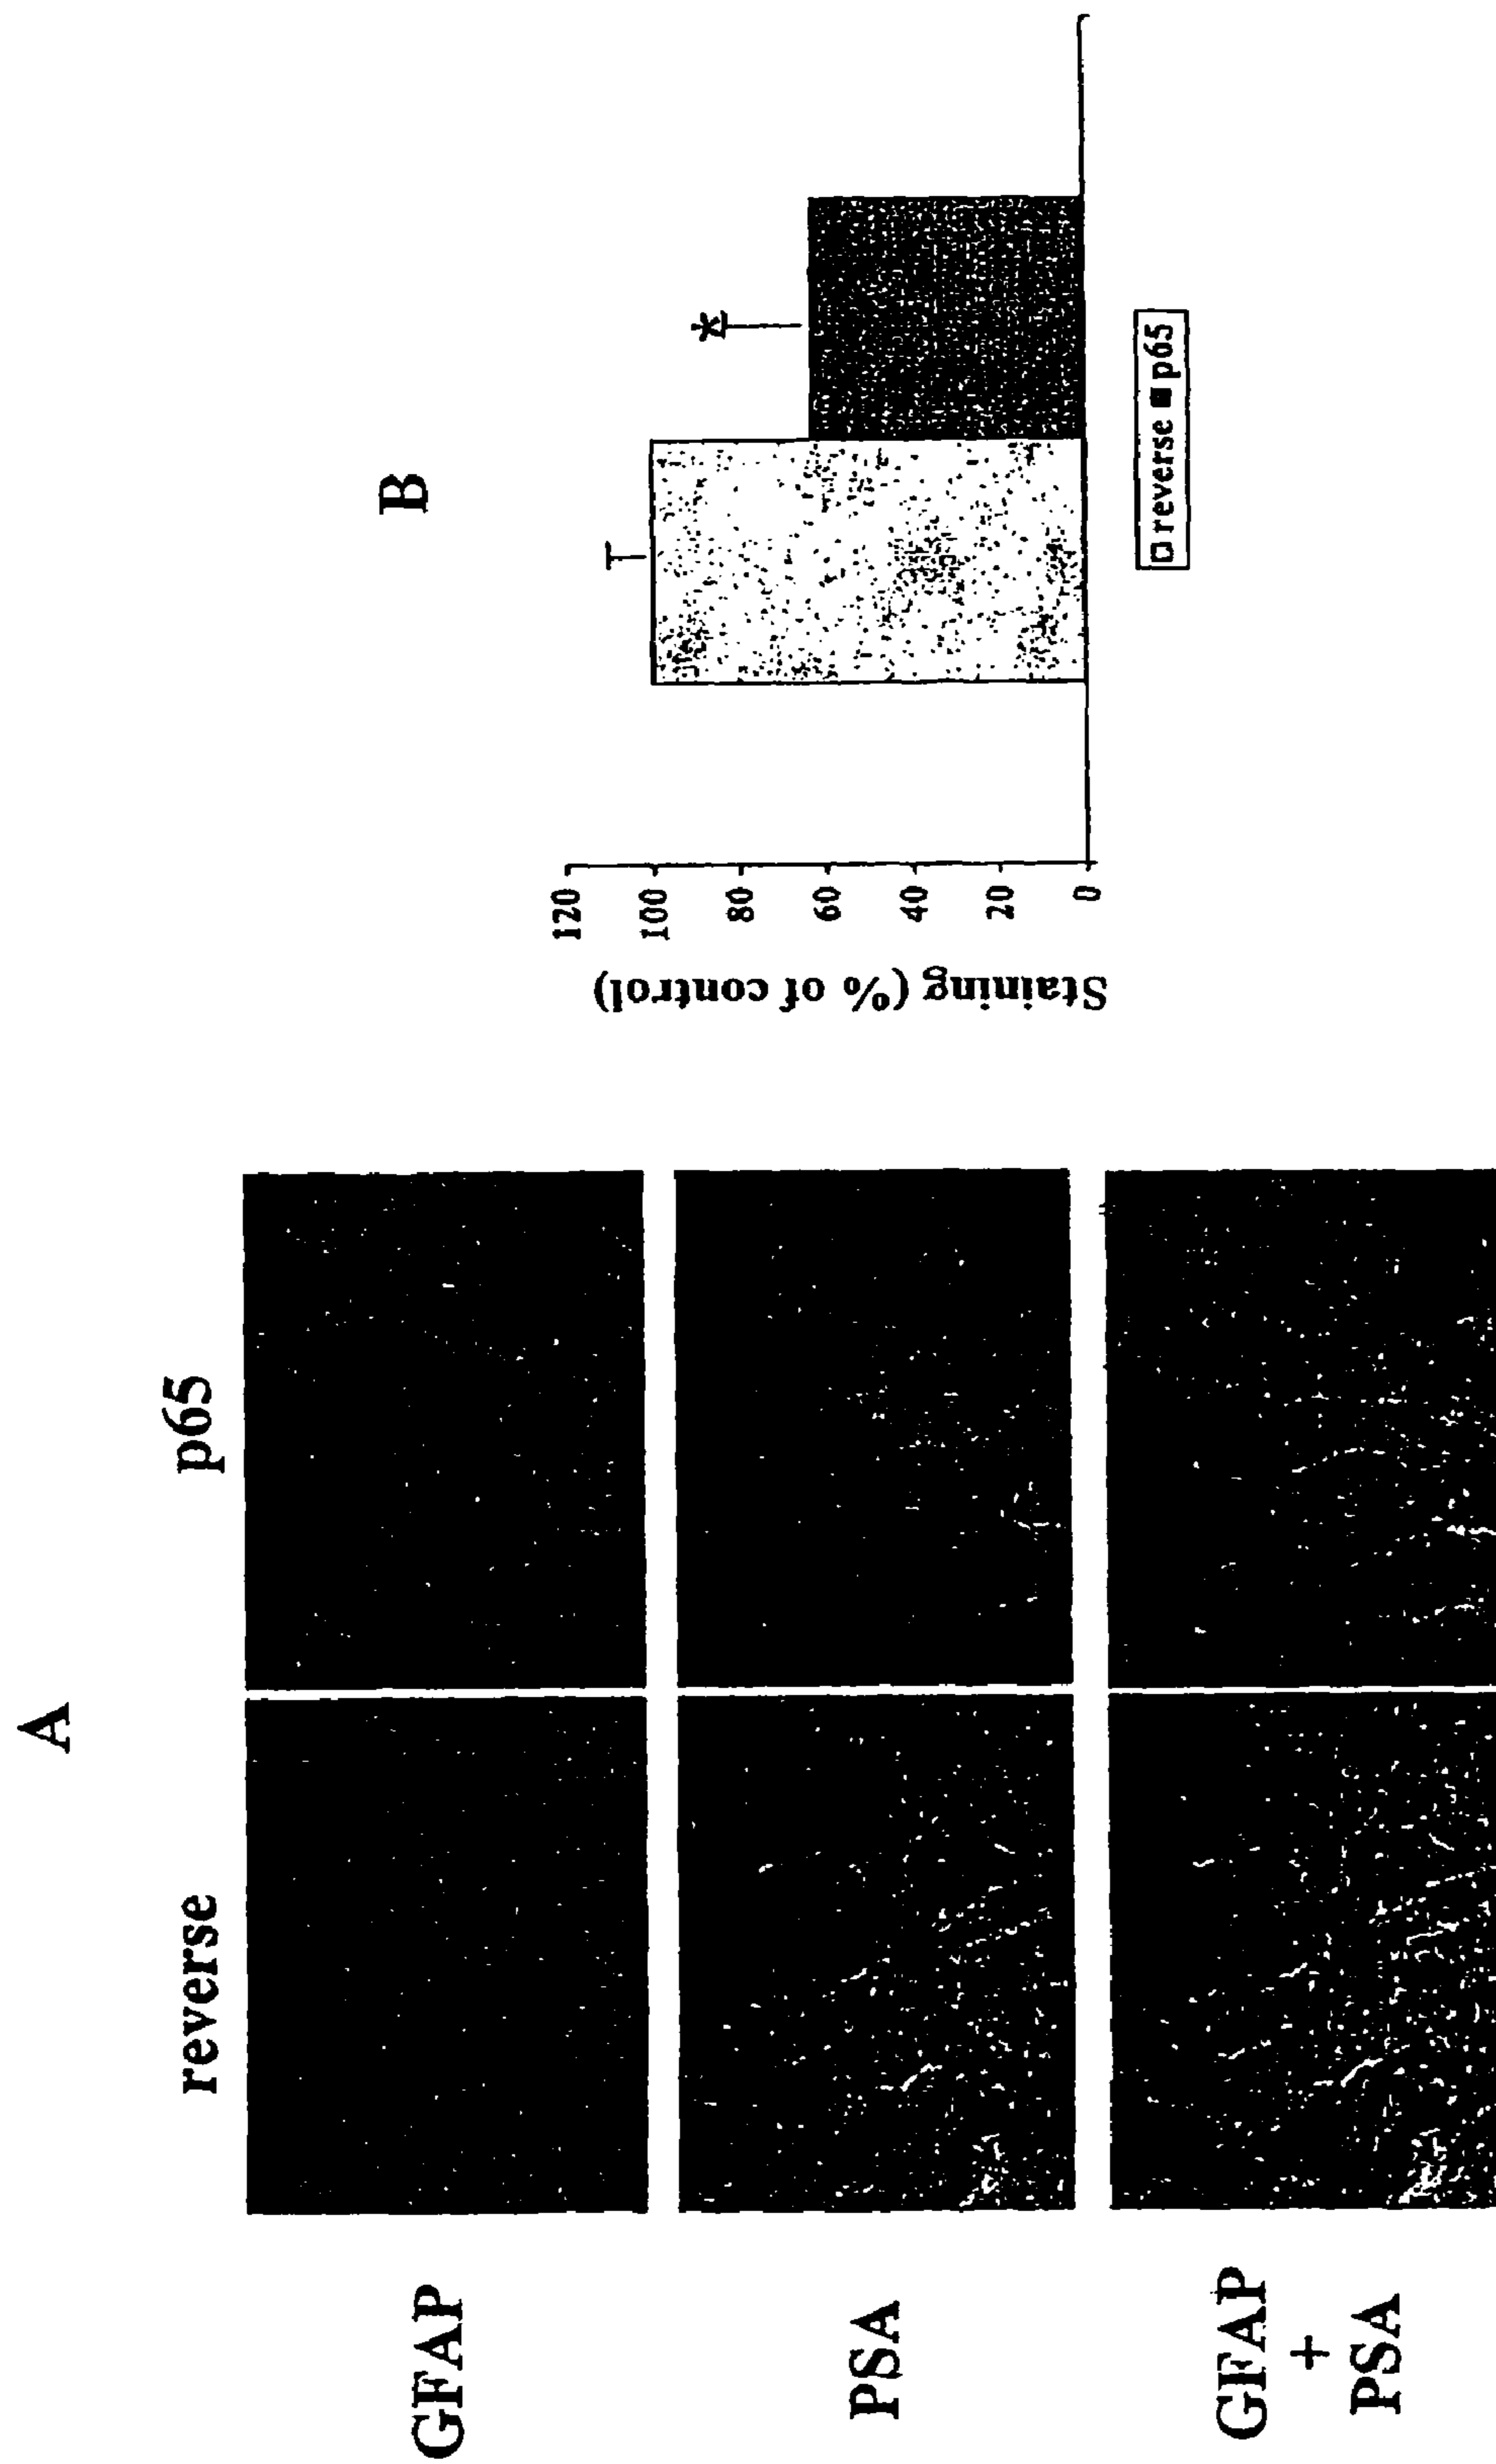 A
reverse p65
GFAP
PSA
GFAP
+
PSA
B
Staining (% of control)
120
100
80
60
40
20
0
*
reverse p65